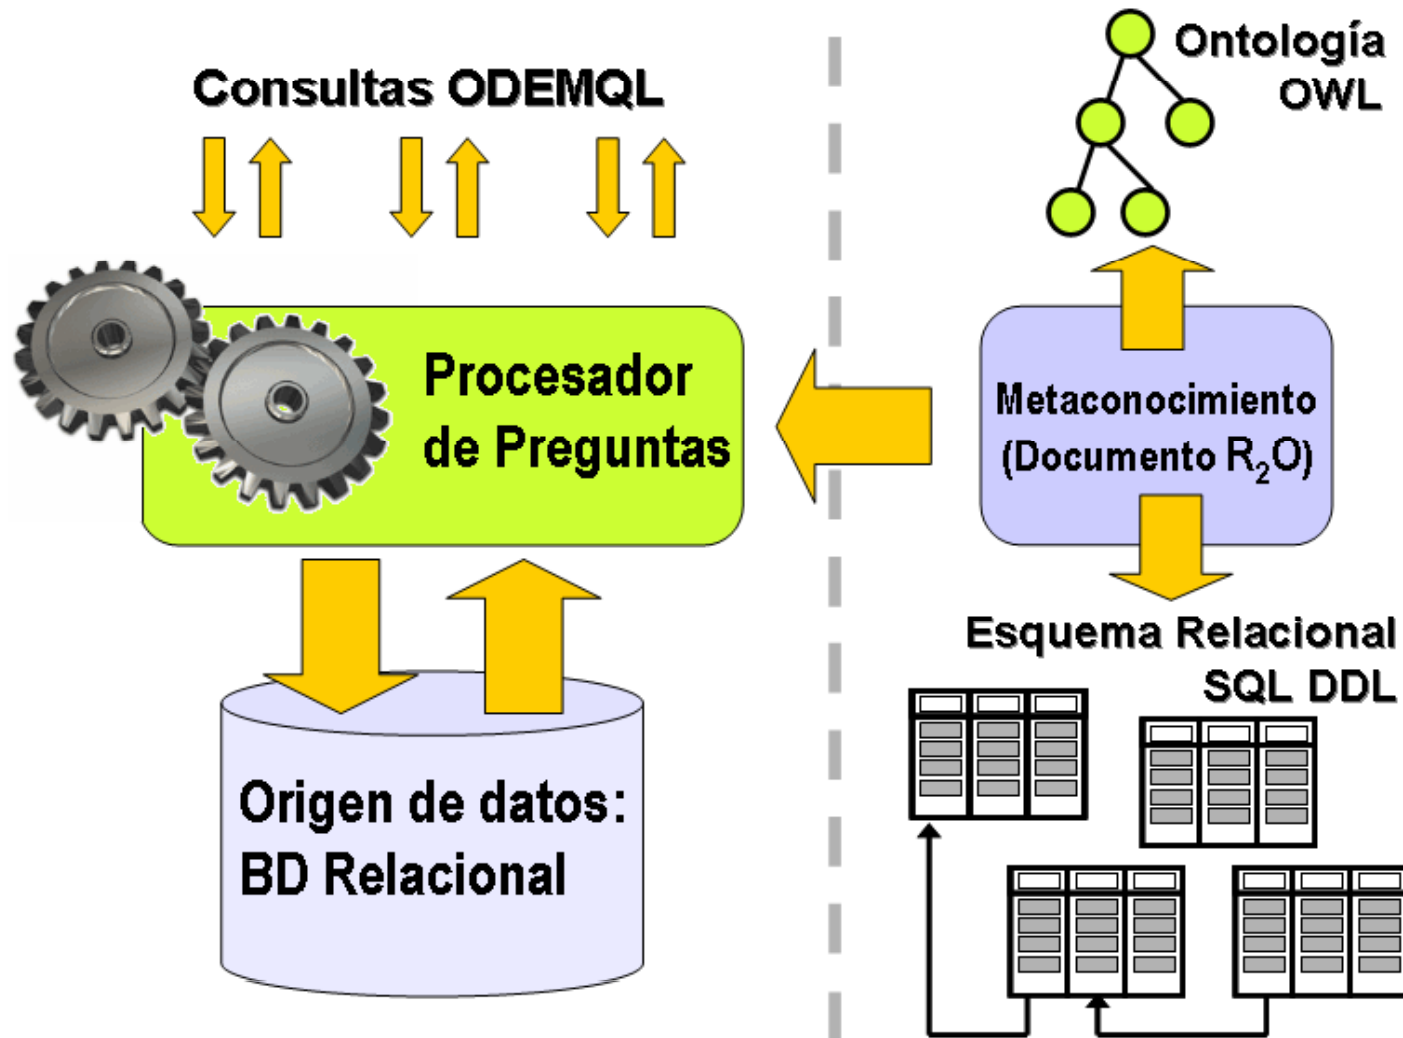 Consultas ODEMQL
Procesador
de Preguntas
Origen de datos:
BD Relacional
Ontología
OWL
Metaconocimiento
(Documento R₂O)
Esquema Relacional
SQL DDL